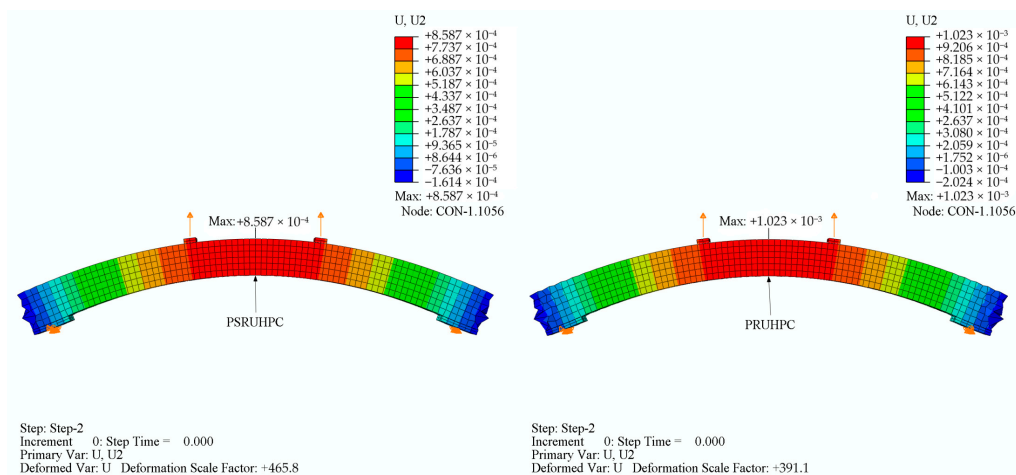 U, U2
+8.587 × 10⁻⁴
+7.737 × 10⁻⁴
+6.887 × 10⁻⁴
+6.037 × 10⁻⁴
+5.187 × 10⁻⁴
+4.337 × 10⁻⁴
+3.487 × 10⁻⁴
+2.637 × 10⁻⁴
+1.787 × 10⁻⁴
+9.365 × 10⁻⁵
+8.644 × 10⁻⁶
−7.636 × 10⁻⁵
−1.614 × 10⁻⁴
Max: +8.587 × 10⁻⁴
Node: CON-1.1056
Max:+8.587 × 10⁻⁴
PSRUHPC
Step: Step-2
Increment 0: Step Time = 0.000
Primary Var: U, U2
Deformed Var: U Deformation Scale Factor: +465.8
U, U2
+1.023 × 10⁻³
+9.206 × 10⁻⁴
+8.185 × 10⁻⁴
+7.164 × 10⁻⁴
+6.143 × 10⁻⁴
+5.122 × 10⁻⁴
+4.101 × 10⁻⁴
+2.637 × 10⁻⁴
+3.080 × 10⁻⁴
+2.059 × 10⁻⁴
+1.752 × 10⁻⁶
−1.003 × 10⁻⁴
−2.024 × 10⁻⁴
Max: +1.023 × 10⁻³
Node: CON-1.1056
Max: +1.023 × 10⁻³
PRUHPC
Step: Step-2
Increment 0: Step Time = 0.000
Primary Var: U, U2
Deformed Var: U Deformation Scale Factor: +391.1